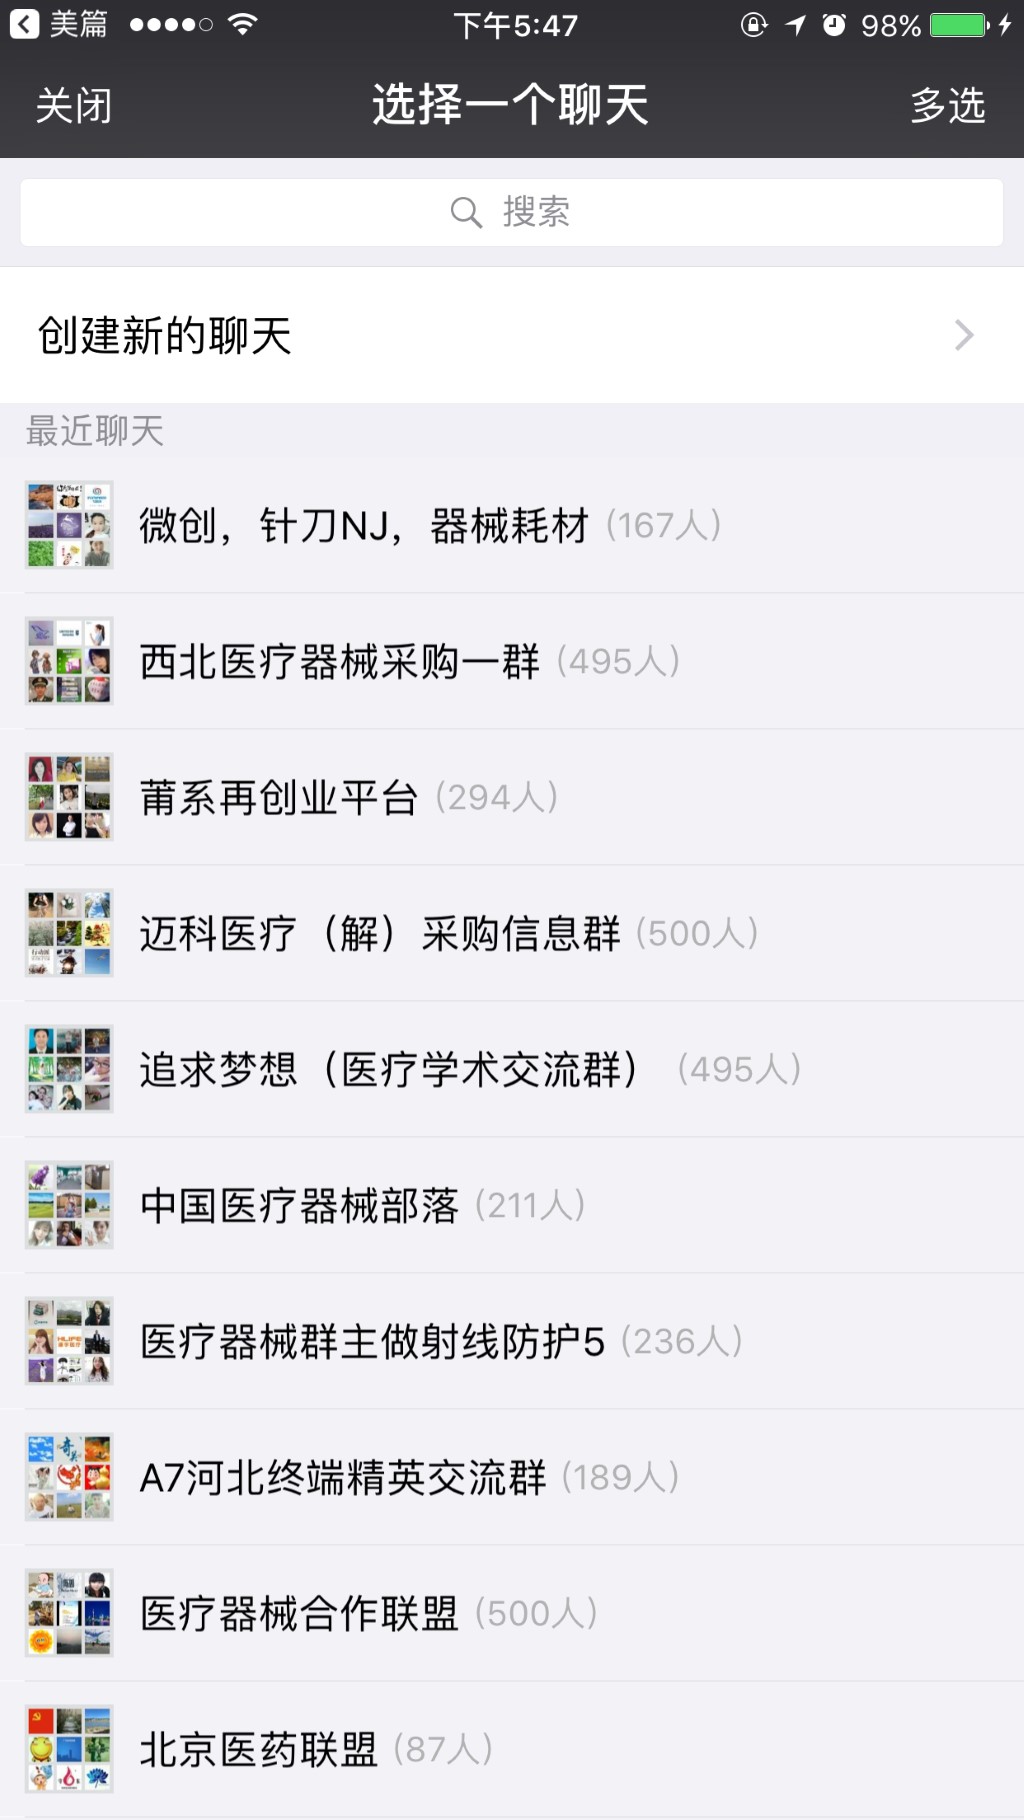 美篇 下午5:47 98%
关闭 选择一个聊天 多选
搜索
创建新的聊天
最近聊天
微创，针刀NJ，器械耗材 (167人)
西北医疗器械采购一群 (495人)
莆系再创业平台 (294人)
迈科医疗（解）采购信息群 (500人)
追求梦想（医疗学术交流群） (495人)
中国医疗器械部落 (211人)
医疗器械群主做射线防护5 (236人)
A7河北终端精英交流群 (189人)
医疗器械合作联盟 (500人)
北京医药联盟 (87人)